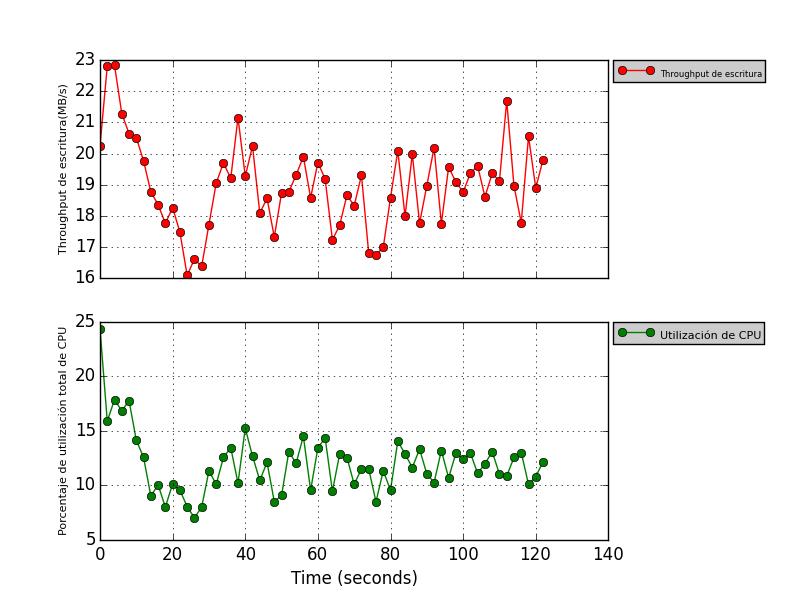 23
22
21
20
19
18
17
16
Throughput de escritura(MB/s)
Throughput de escritura
25
20
15
10
5
Porcentaje de utilización total de CPU
Utilización de CPU
0 20 40 60 80 100 120 140
Time (seconds)